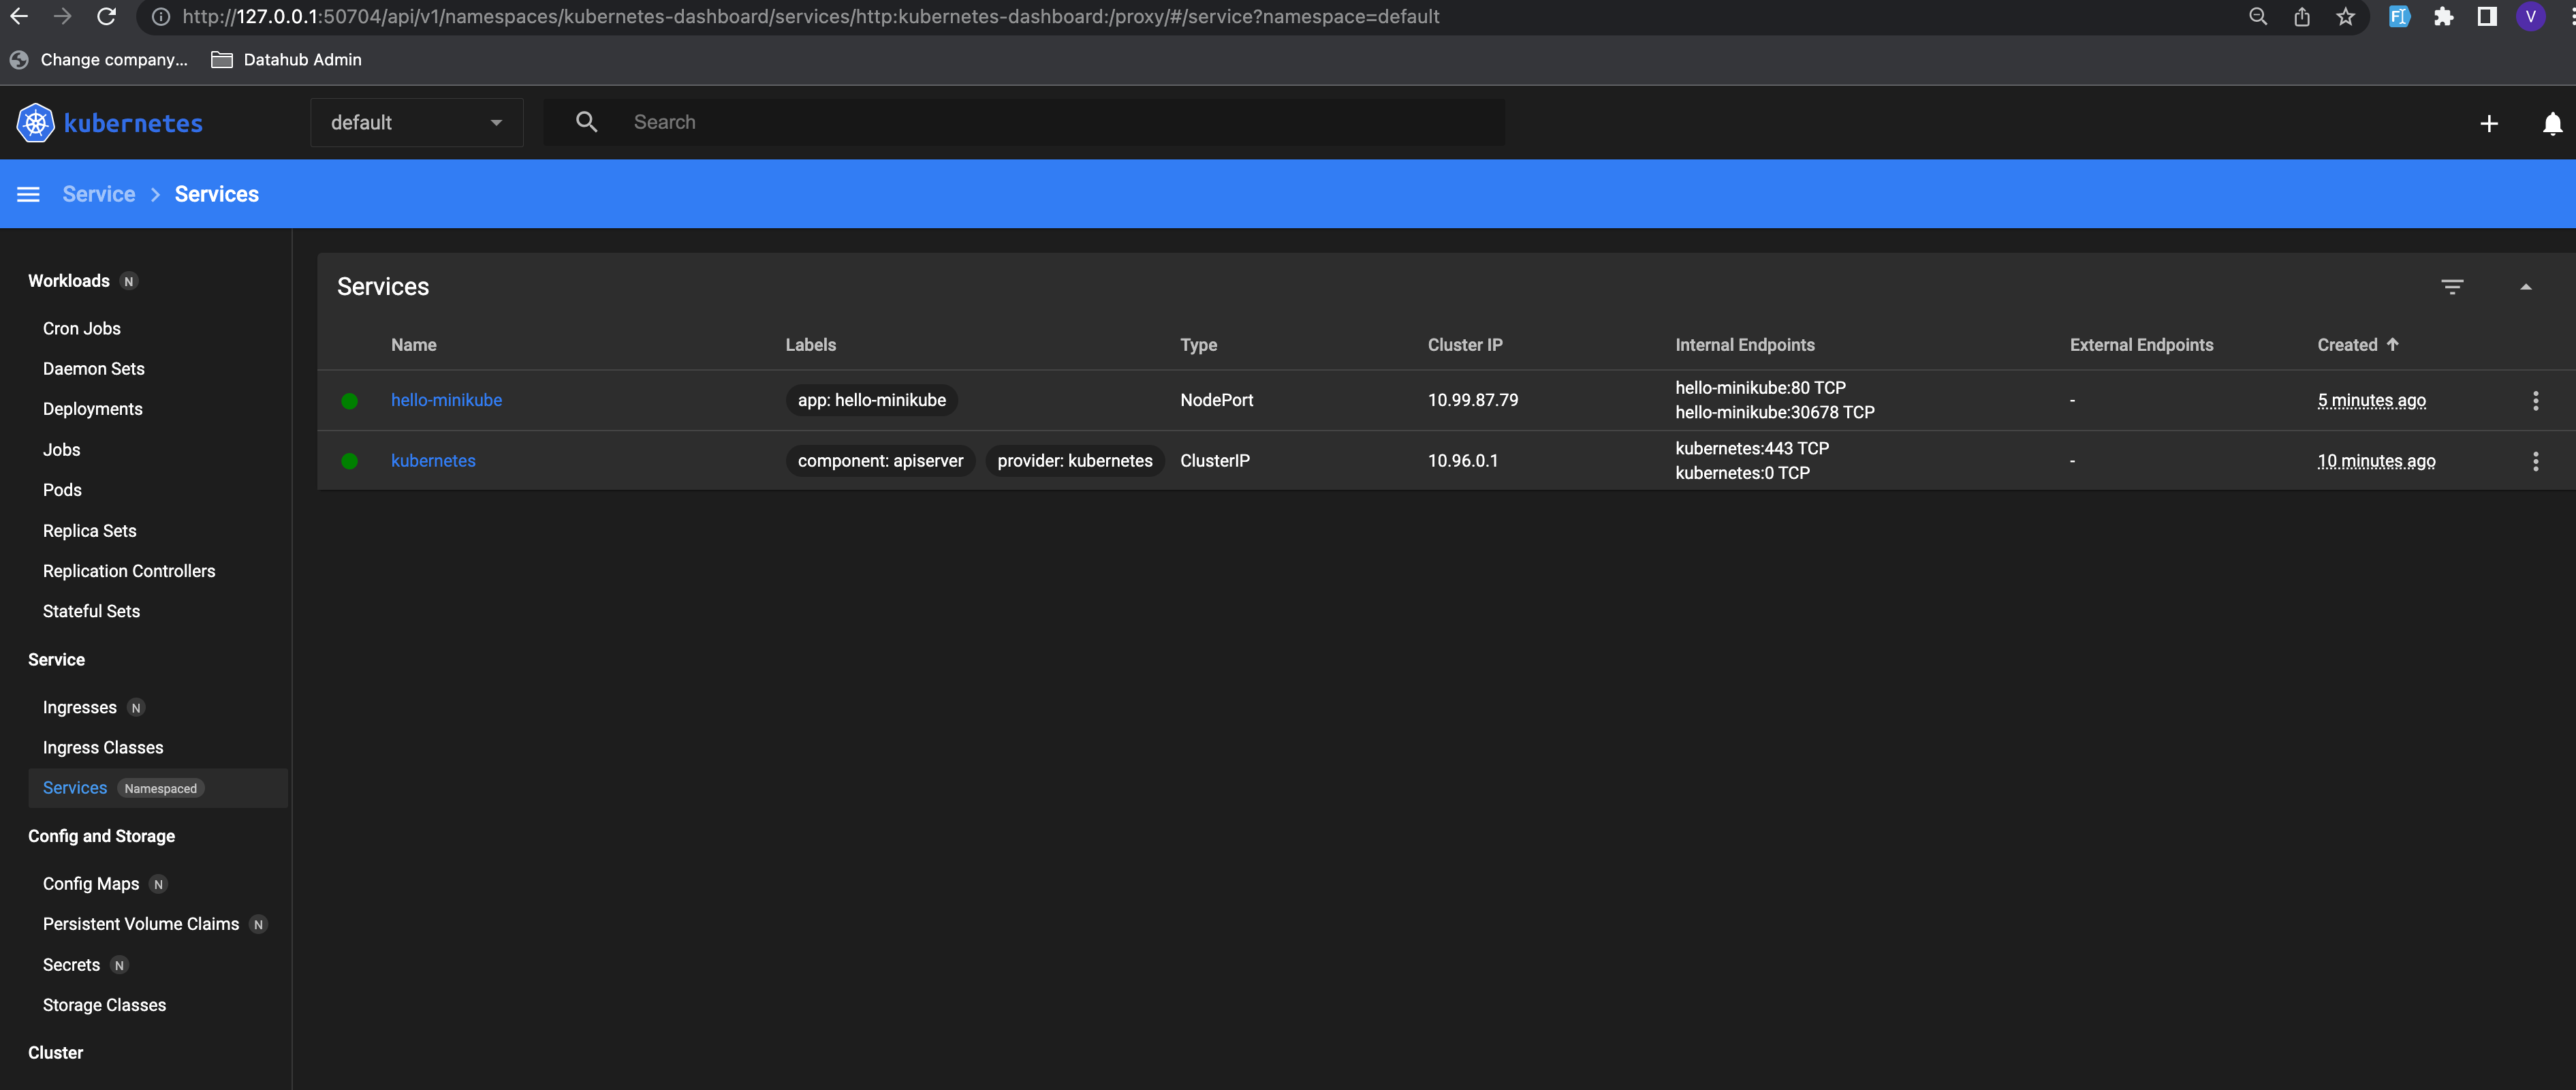 http://127.0.0.1:50704/api/v1/namespaces/kubernetes-dashboard/services/http:kubernetes-dashboard:/proxy/#/service?namespace=default
V
Change company...
Datahub Admin
kubernetes
default
Search
Service > Services
Workloads N
Cron Jobs
Daemon Sets
Deployments
Jobs
Pods
Replica Sets
Replication Controllers
Stateful Sets
Service
Ingresses N
Ingress Classes
Services Namespaced
Config and Storage
Config Maps N
Persistent Volume Claims N
Secrets N
Storage Classes
Cluster
Services
Name Labels Type Cluster IP Internal Endpoints External Endpoints Created
hello-minikube app: hello-minikube NodePort 10.99.87.79 hello-minikube:80 TCP - 5 minutes ago
hello-minikube:30678 TCP
kubernetes component: apiserver provider: kubernetes ClusterIP 10.96.0.1 kubernetes:443 TCP - 10 minutes ago
kubernetes:0 TCP